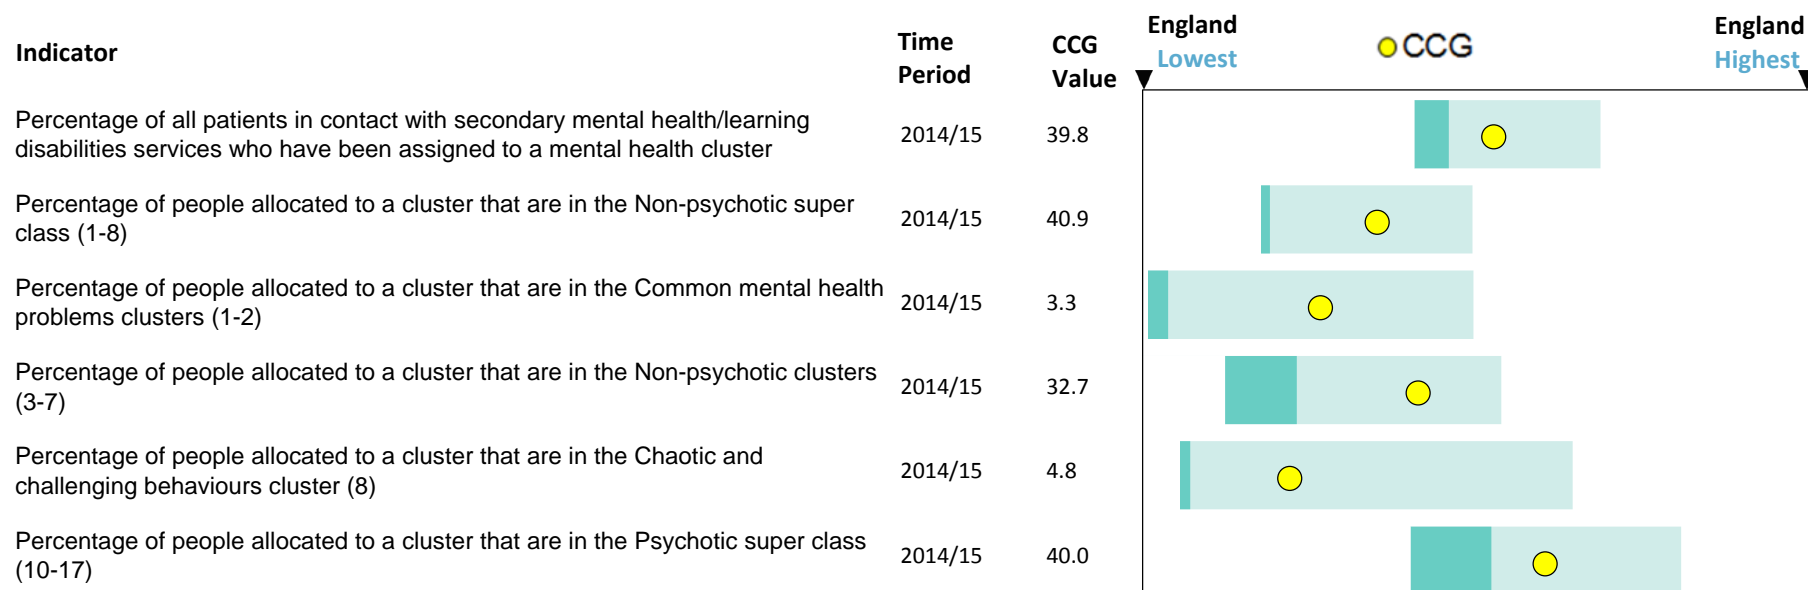 Indicator
Time
Period
CCG
Value
England
Lowest
CCG
England
Highest
Percentage of all patients in contact with secondary mental health/learning
disabilities services who have been assigned to a mental health cluster
2014/15
39.8
Percentage of people allocated to a cluster that are in the Non-psychotic super
class (1-8)
2014/15
40.9
Percentage of people allocated to a cluster that are in the Common mental health
problems clusters (1-2)
2014/15
3.3
Percentage of people allocated to a cluster that are in the Non-psychotic clusters
(3-7)
2014/15
32.7
Percentage of people allocated to a cluster that are in the Chaotic and
challenging behaviours cluster (8)
2014/15
4.8
Percentage of people allocated to a cluster that are in the Psychotic super class
(10-17)
2014/15
40.0